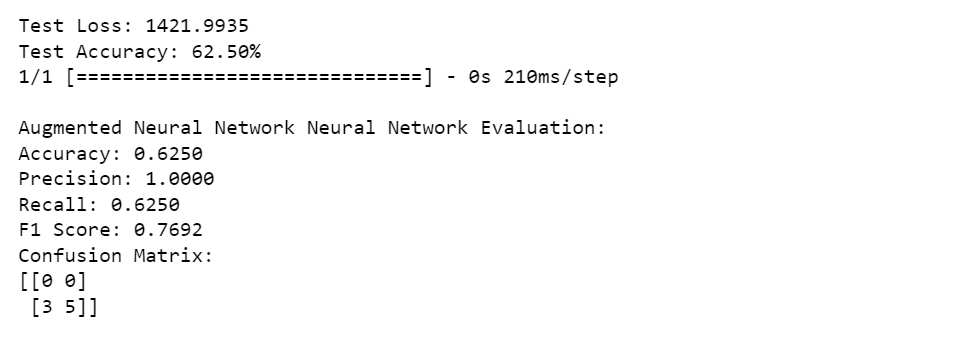 Test Loss: 1421.9935
Test Accuracy: 62.50%
1/1 [==============================] - 0s 210ms/step
Augmented Neural Network Neural Network Evaluation:
Accuracy: 0.6250
Precision: 1.0000
Recall: 0.6250
F1 Score: 0.7692
Confusion Matrix:
[[0 0]
 [3 5]]